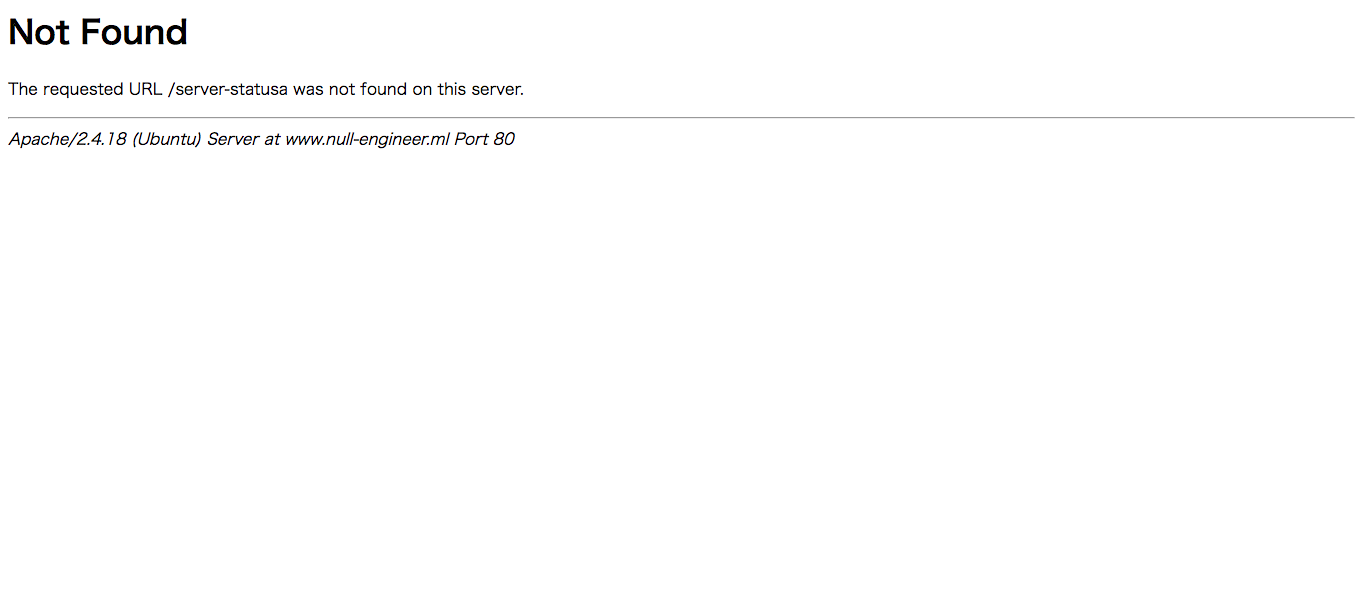 Not Found
The requested URL /server-statusa was not found on this server.
Apache/2.4.18 (Ubuntu) Server at www.null-engineer.ml Port 80